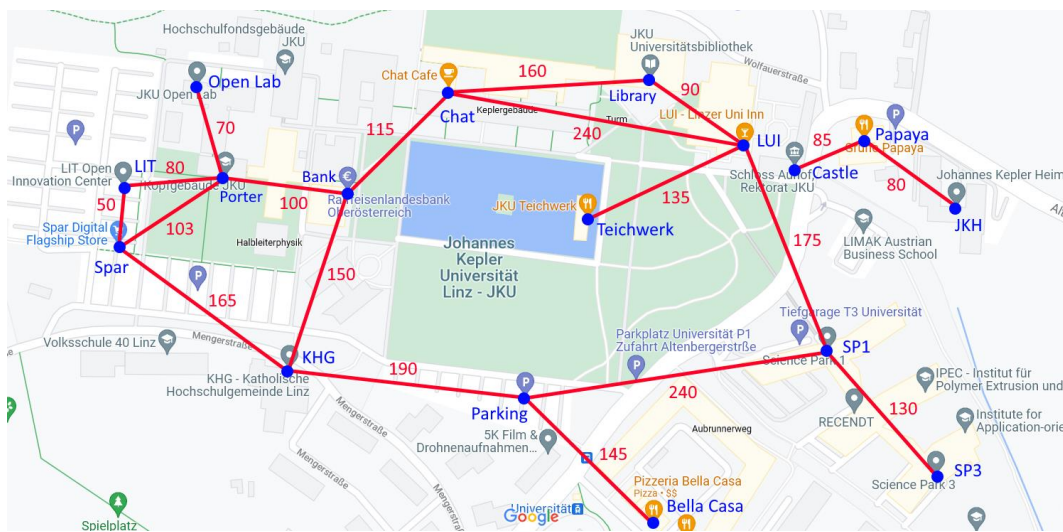 Hochschulfondsgebäude
JKU
JKU Open Lab
Open Lab
70
LIT Open
Innovation Center
LIT
80
50
Kopfgebäude JKU
Porter
103
100
Spar Digital
Flagship Store
Spar
Halbleiterphysik
165
Bank
Raiffeisenlandesbank
Oberösterreich
115
150
Chat Cafe
Chat
Keplergebäude
160
Turm
240
JKU
Universitätsbibliothek
Library
90
LUI - Linzer Uni Inn
LUI
Wolfauerstraße
JKU Teichwerk
Teichwerk
135
Johannes
Kepler
Universität
Linz - JKU
85
Papaya
Papaya
Castle
Rektorat JKU
80
Johannes Kepler Heim
JKH
LIMAK Austrian
Business School
175
Tiefgarage T3 Universität
Science Park 1
SP1
Parkplatz Universität P1
Zufahrt Altenbergerstrße
Volksschule 40 Linz
Mengerstraße
KHG
KHG - Katholische
Hochschulgemeinde Linz
Mengerstraße
Mengerstraße
190
Parking
240
5K Film &
Drohnenaufnahmen...
145
Aubrunnerweg
130
RECENDT
IPEC - Institut für
Polymer Extrusion und
Institute for
Application-orie
SP3
Science Park 3
Pizzeria Bella Casa
Pizza • $$
Bella Casa
Universität
Google
Spielplatz
P
P
P
P
P
P